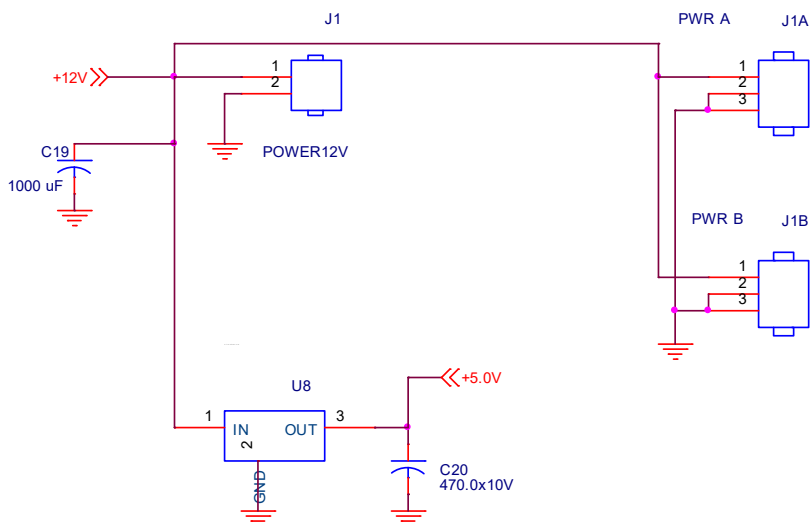 J1
PWR A
J1A
+12V
1
2
1
2
3
C19
1000 uF
POWER12V
PWR B
J1B
1
2
3
+5.0V
U8
1
IN
OUT
3
2
GND
C20
470.0x10V